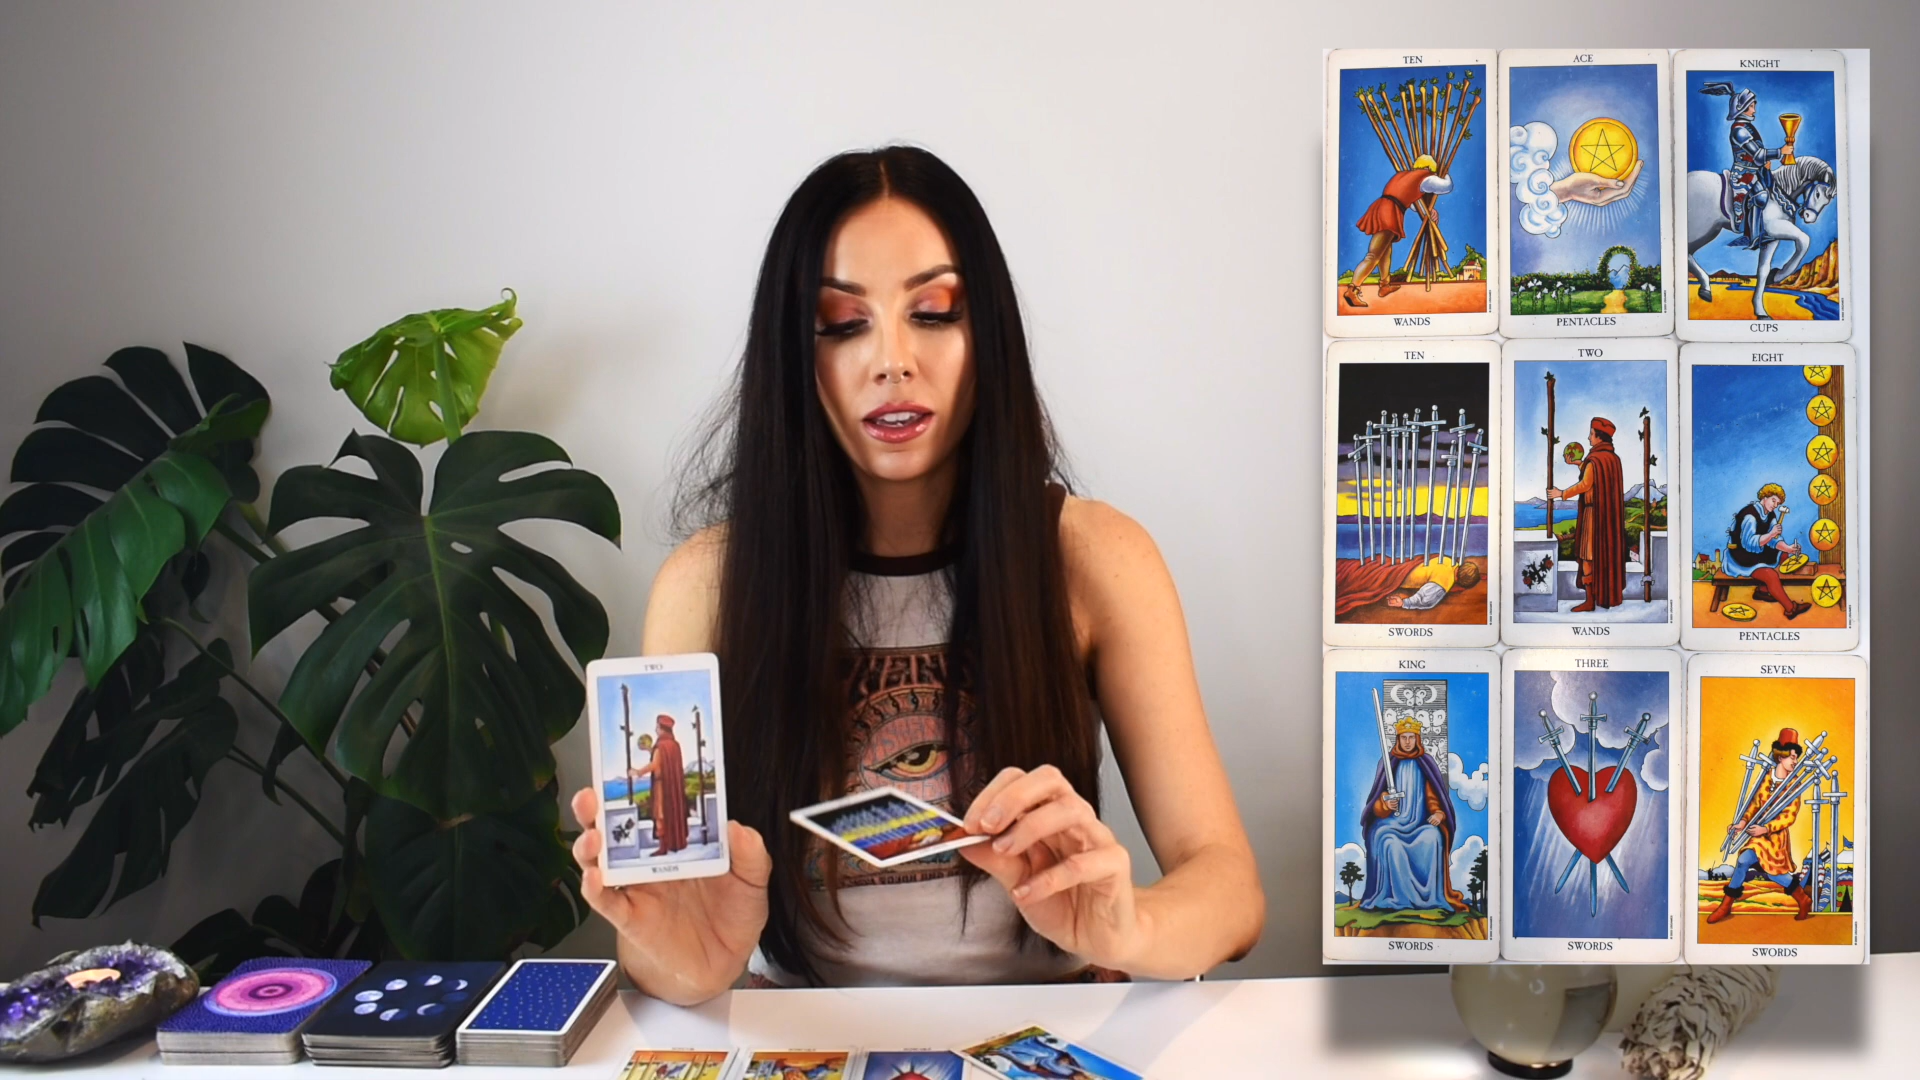 TEN
WANDS
ACE
PENTACLES
KNIGHT
CUPS
TEN
SWORDS
TWO
WANDS
EIGHT
PENTACLES
KING
SWORDS
THREE
SWORDS
SEVEN
SWORDS
TWO
WANDS